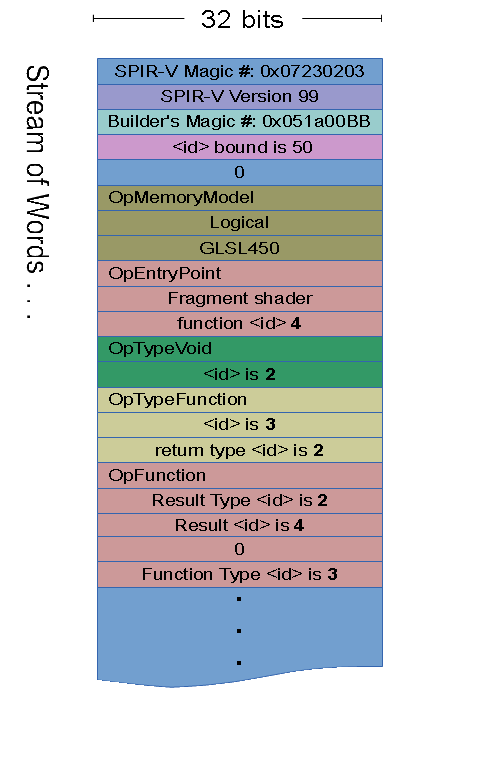 32 bits
Stream of Words . . .
SPIR-V Magic #: 0x07230203
SPIR-V Version 99
Builder's Magic #: 0x051a00BB
<id> bound is 50
0
OpMemoryModel
Logical
GLSL450
OpEntryPoint
Fragment shader
function <id> 4
OpTypeVoid
<id> is 2
OpTypeFunction
<id> is 3
return type <id> is 2
OpFunction
Result Type <id> is 2
Result <id> is 4
0
Function Type <id> is 3
.
.
.